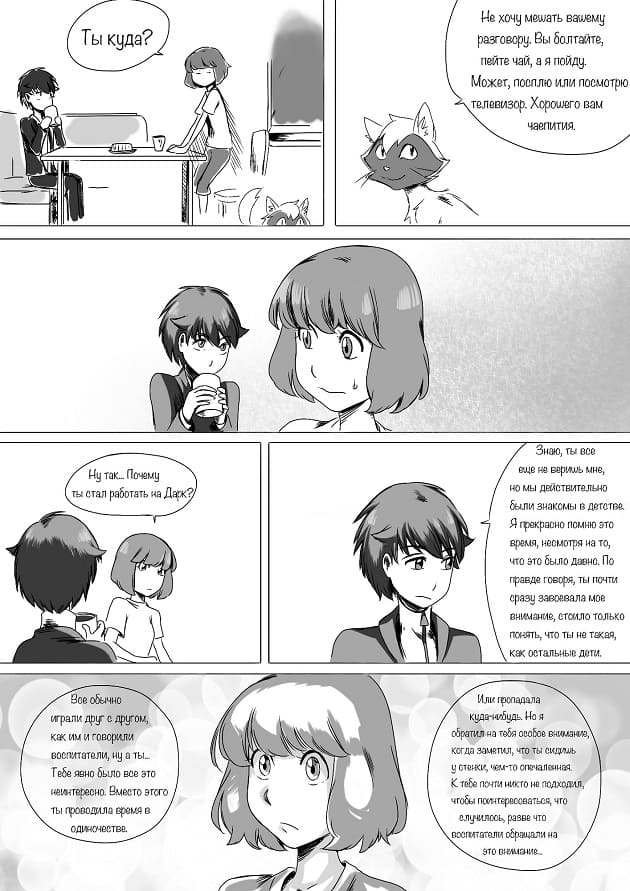 Ты куда?
Не хочу мешать вашему
разговору. Вы болтайте,
пейте чай, а я пойду.
Может, посплю или посмотрю
телевизор. Хорошего вам
чаепития.
Ну так... Почему
ты стал работать на Дарк?
Знаю, ты все
еще не веришь мне,
но мы действительно
были знакомы в детстве.
Я прекрасно помню это
время, несмотря на то,
что это было давно. По
правде говоря, ты почти
сразу завоевала мое
внимание, стоило только
понять, что ты не такая,
как остальные дети.
Все обычно
играли друг с другом,
как им и говорили
воспитатели, ну а ты...
Тебе явно было все это
неинтересно. Вместо этого
ты проводила время в
одиночестве.
Или пропадала
куда-нибудь. Но я
обратил на тебя особое внимание,
когда заметил, что ты сидишь
у стенки, чем-то опечаленная.
К тебе почти никто не подходил,
чтобы поинтересоваться, что
случилось, разве что
воспитатели обращали на
это внимание...